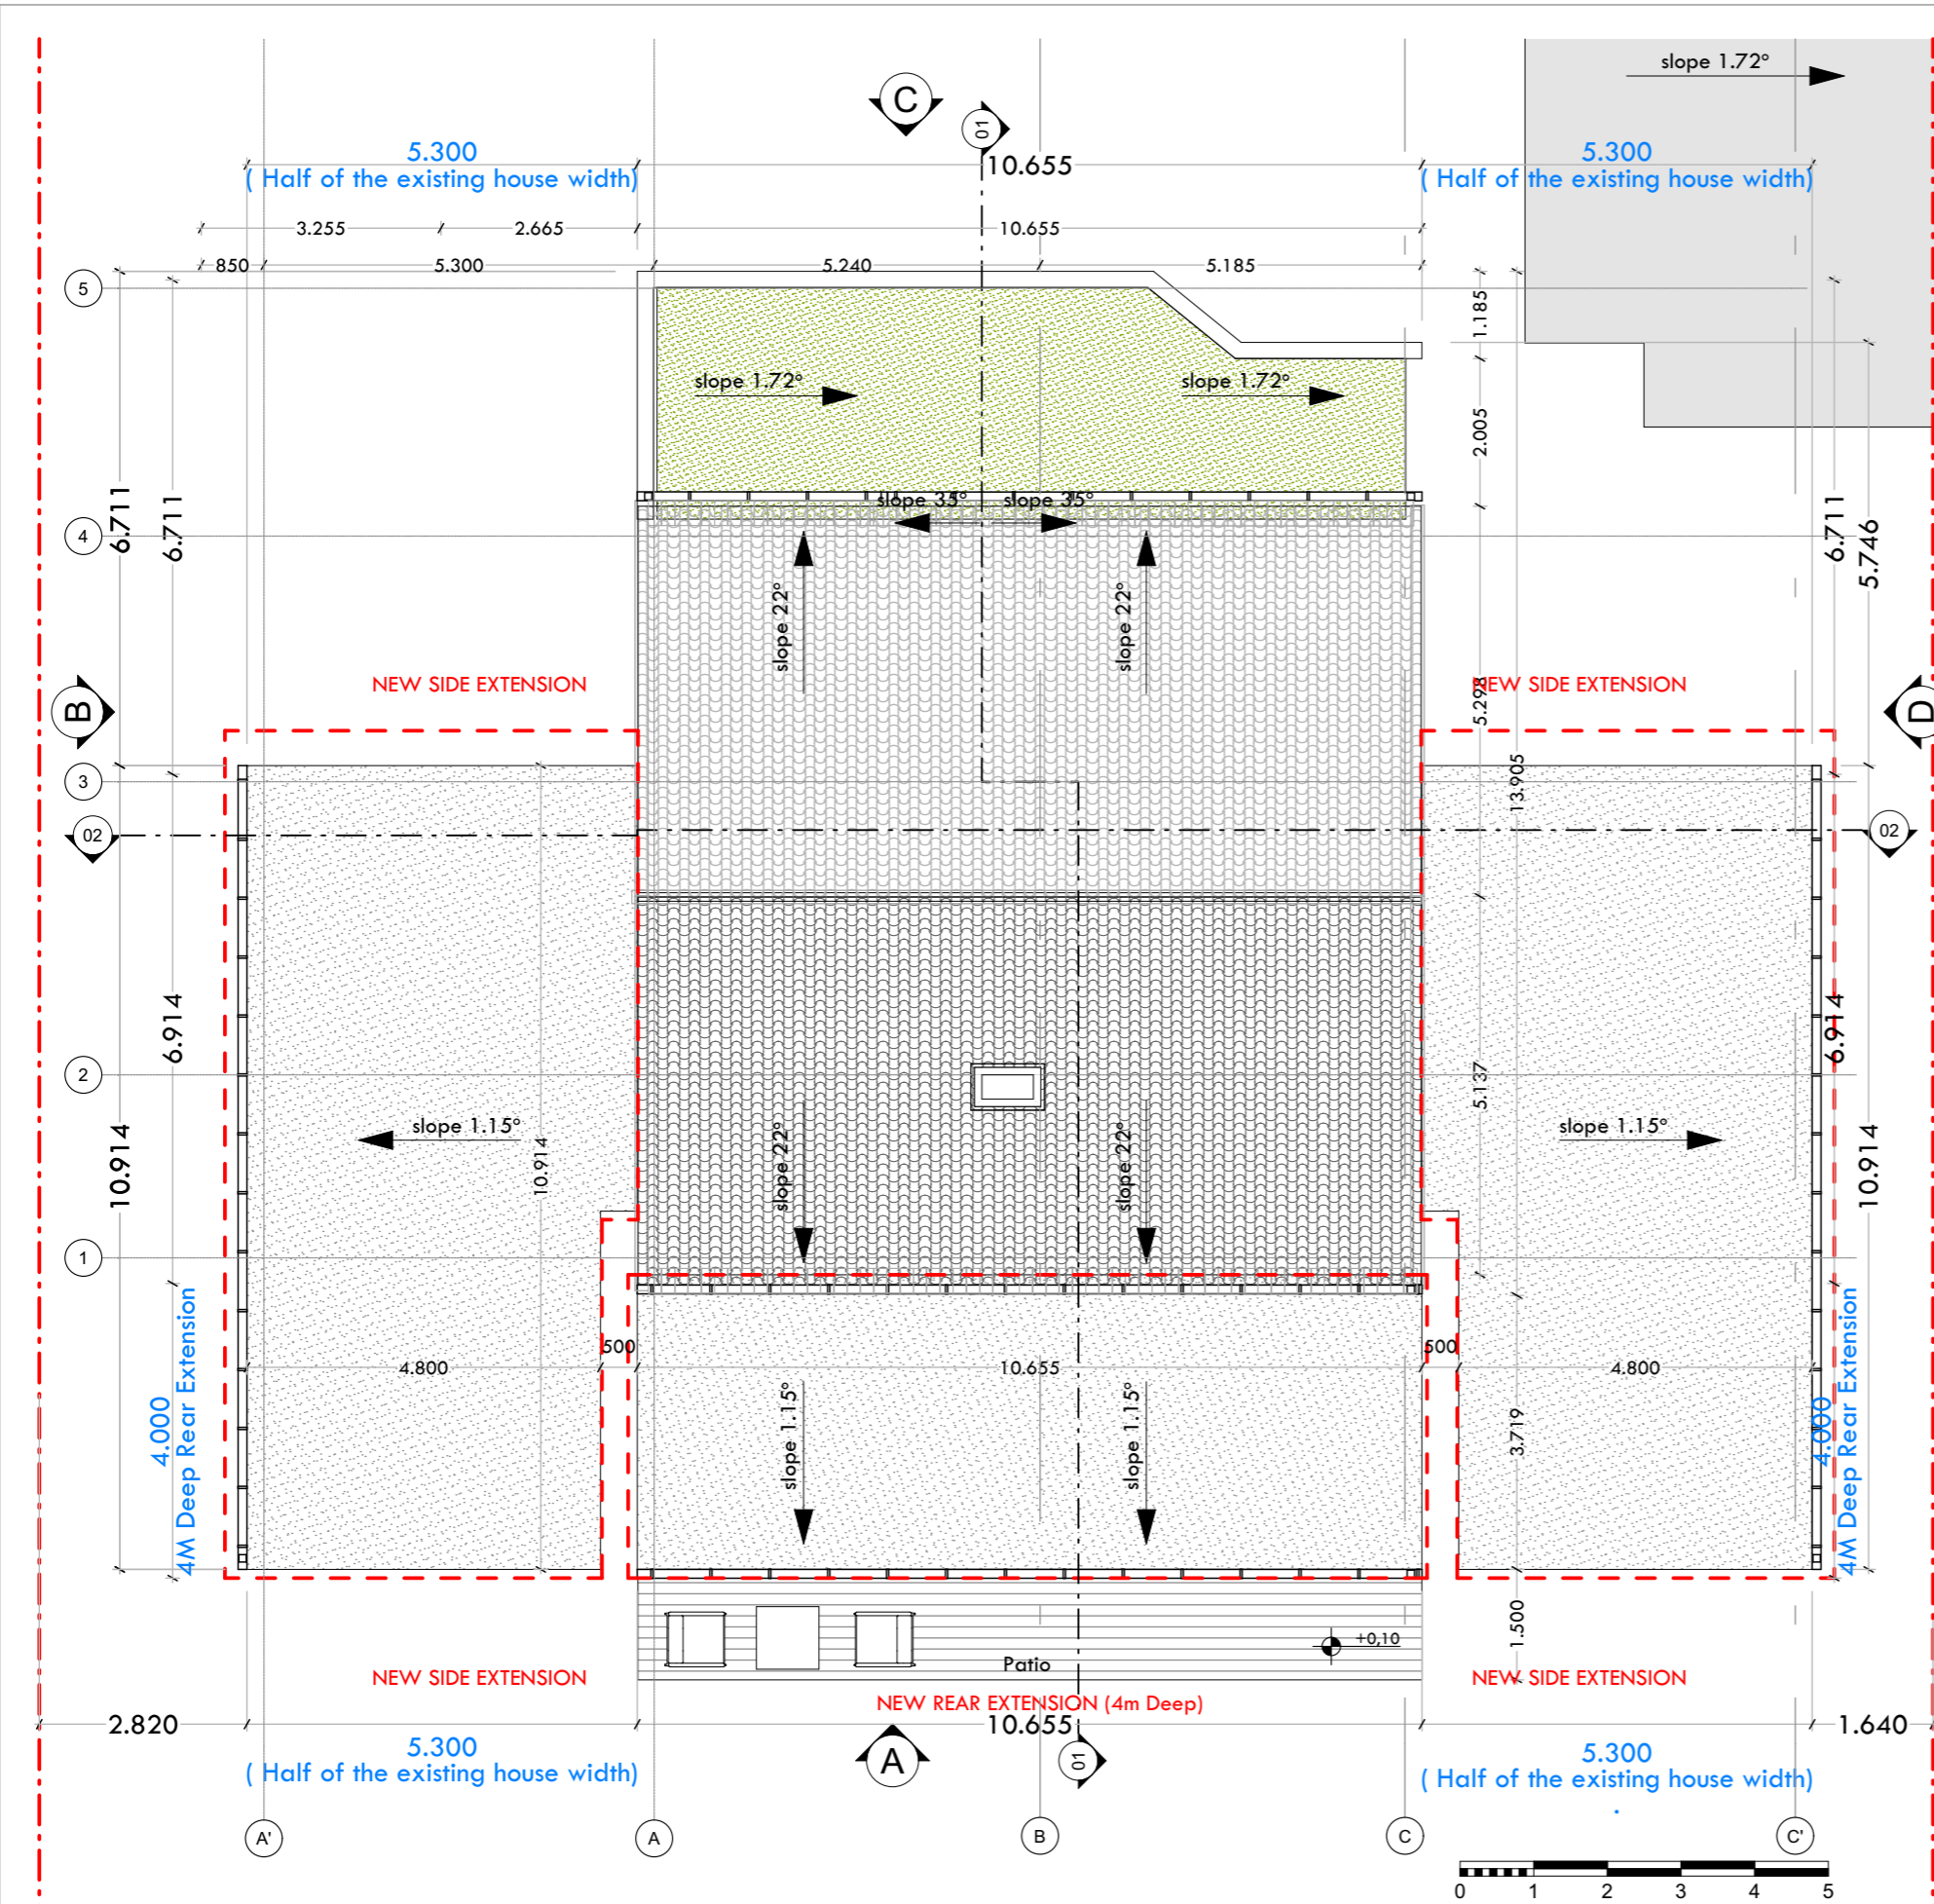 slope 1.72°
C
01
5.300
( Half of the existing house width)
10.655
5.300
( Half of the existing house width)
3.255
2.665
10.655
850
5.300
5.240
5.185
5
1.185
slope 1.72°
slope 1.72°
2.005
6.711
6.711
6.711
5.746
slope 35°
slope 35°
4
slope 22°
slope 22°
NEW SIDE EXTENSION
NEW SIDE EXTENSION
5.298
B
D
3
13.905
02
02
6.914
6.914
2
5.137
slope 1.15°
slope 1.15°
10.914
10.914
10.914
slope 22°
slope 22°
1
4.000
4M Deep Rear Extension
4.000
4M Deep Rear Extension
500
500
4.800
10.655
4.800
slope 1.15°
slope 1.15°
3.719
1.500
+0,10
Patio
NEW SIDE EXTENSION
NEW SIDE EXTENSION
NEW REAR EXTENSION (4m Deep)
2.820
10.655
1.640
5.300
( Half of the existing house width)
A
01
5.300
( Half of the existing house width)
A'
A
B
C
C'
0 1 2 3 4 5